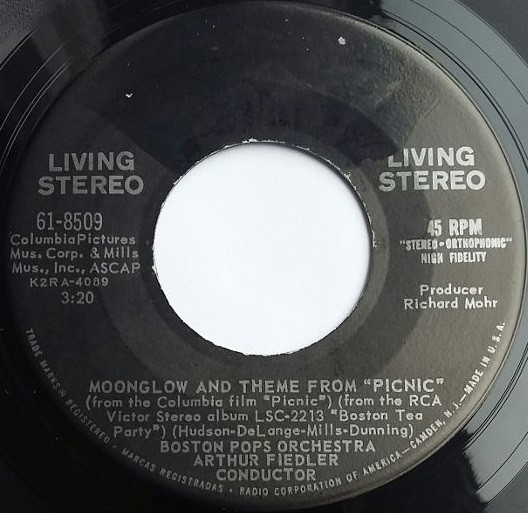 LIVING
STEREO
61-8509
ColumbiaPictures
Mus. Corp. & Mills
Mus., Inc., ASCAP
K2RA-4089
3:20
LIVING
STEREO
45 RPM
"STEREO-ORTHOPHONIC"
HIGH FIDELITY
Producer
Richard Mohr
MOONGLOW AND THEME FROM "PICNIC"
(from the Columbia film "Picnic") (from the RCA
Victor Stereo album LSC-2213 "Boston Tea
Party") (Hudson-DeLange-Mills-Dunning)
BOSTON POPS ORCHESTRA
ARTHUR FIEDLER
CONDUCTOR
TRADE MARKS ® REGISTERED • MARCAS REGISTRADAS • RADIO CORPORATION OF AMERICA—CAMDEN, N.J.—MADE IN U.S.A.